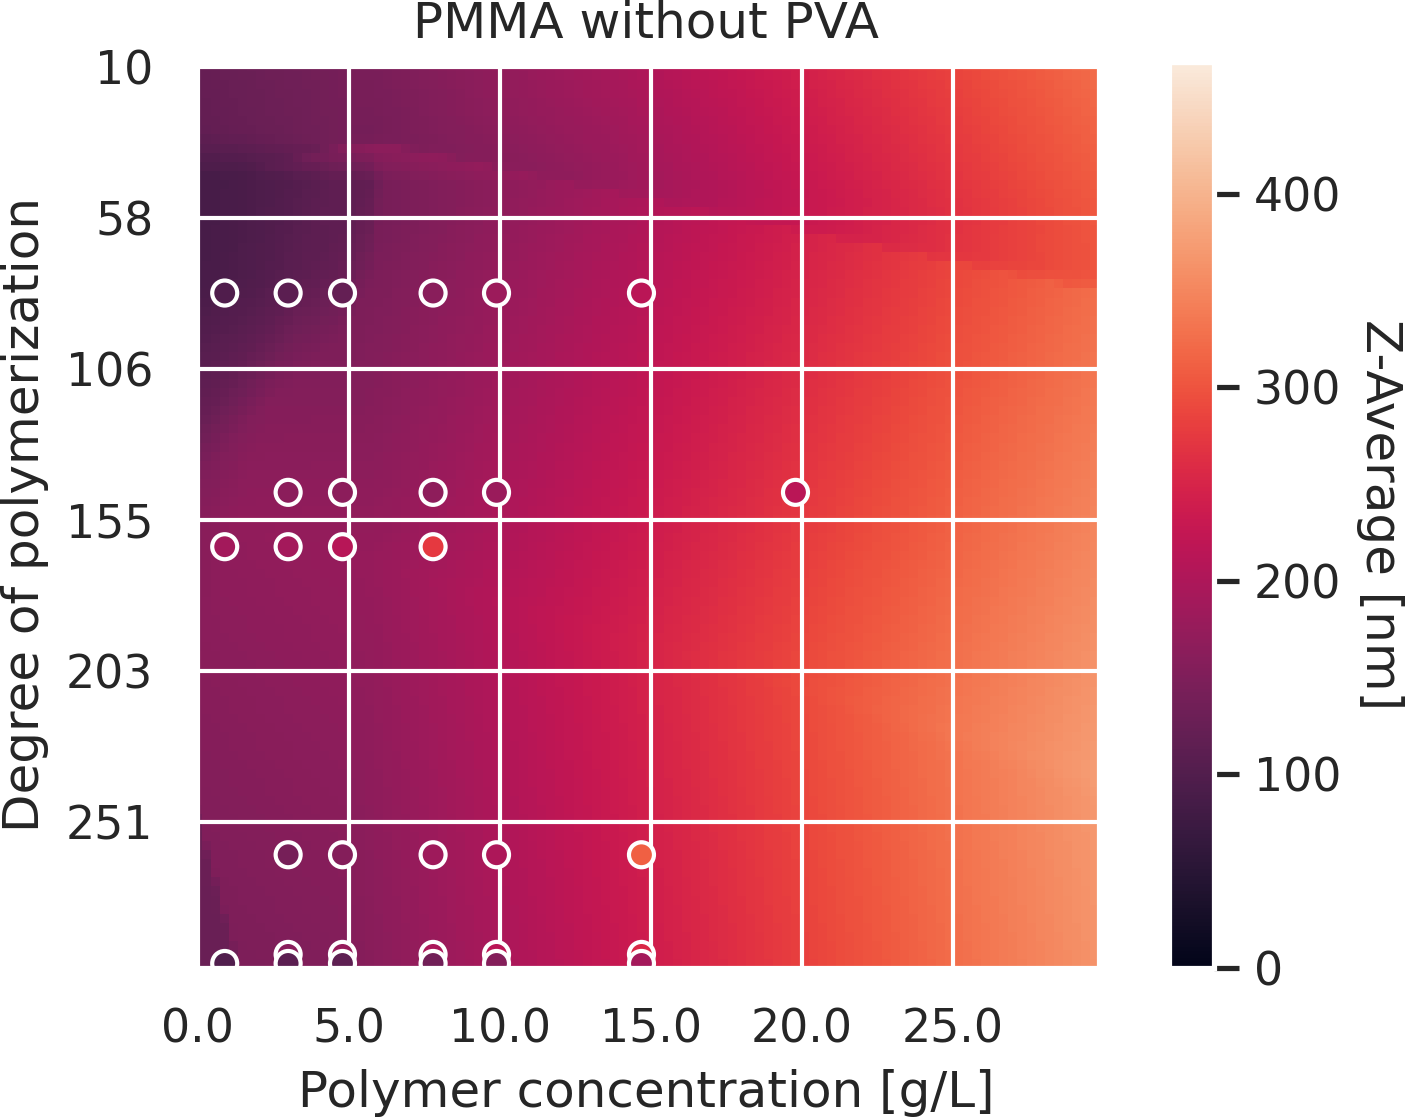 PMMA without PVA
10
58
106
155
203
251
Degree of polymerization
0.0 5.0 10.0 15.0 20.0 25.0
Polymer concentration [g/L]
400
300
200
100
0
Z-Average [nm]